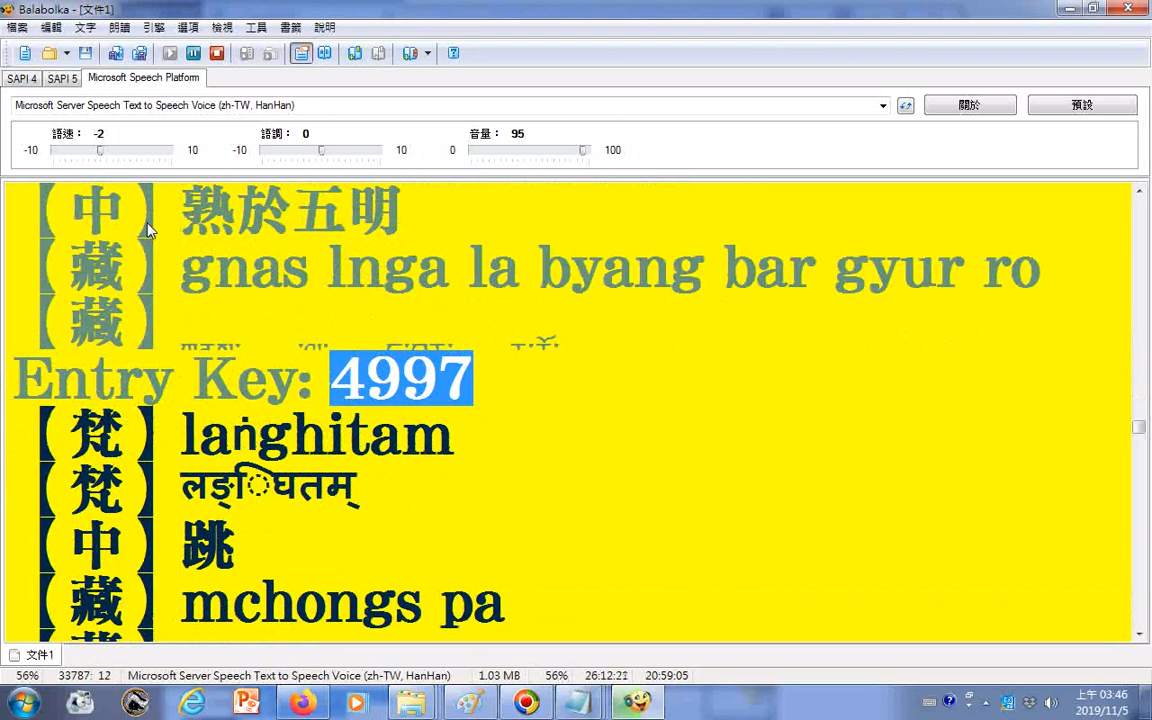 Balabolka - [文件1]
檔案 編輯 文字 朗讀 引擎 選項 檢視 工具 書籤 說明
SAPI 4 SAPI 5 Microsoft Speech Platform
Microsoft Server Speech Text to Speech Voice (zh-TW, HanHan) 關於 預設
語速： -2 語調： 0 音量： 95
-10 10 -10 10 0 100
【中】 熟於五明
【藏】 gnas lnga la byang bar gyur ro
【藏】
Entry Key: 4997
【梵】 laṅghitam
【梵】 लङ्िघतम्
【中】 跳
【藏】 mchongs pa
文件1
56% 33787: 12 Microsoft Server Speech Text to Speech Voice (zh-TW, HanHan) 1.03 MB 56% 26:12:21 20:59:05
上午 03:46
2019/11/5